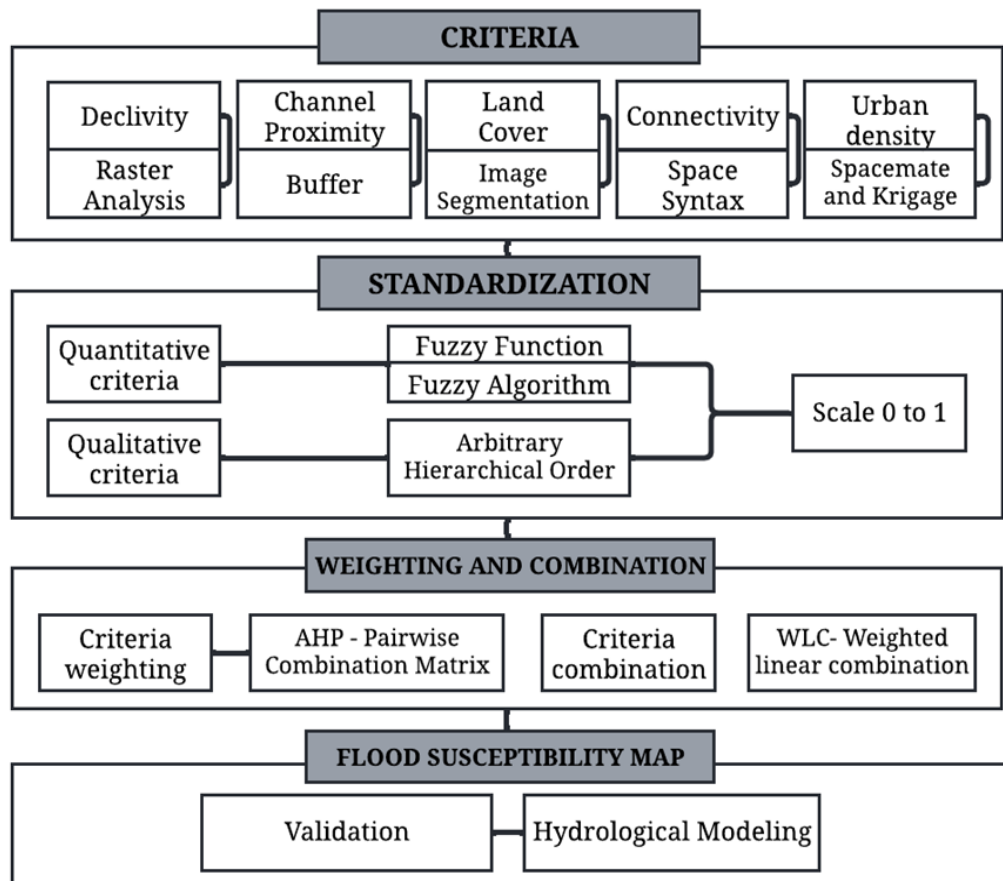 CRITERIA
Declivity
Raster
Analysis
Channel
Proximity
Buffer
Land
Cover
Image
Segmentation
Connectivity
Space
Syntax
Urban
density
Spacemate
and Krigage
STANDARDIZATION
Quantitative
criteria
Fuzzy Function
Fuzzy Algorithm
Qualitative
criteria
Arbitrary
Hierarchical Order
Scale 0 to 1
WEIGHTING AND COMBINATION
Criteria
weighting
AHP - Pairwise
Combination Matrix
Criteria
combination
WLC- Weighted
linear combination
FLOOD SUSCEPTIBILITY MAP
Validation
Hydrological Modeling